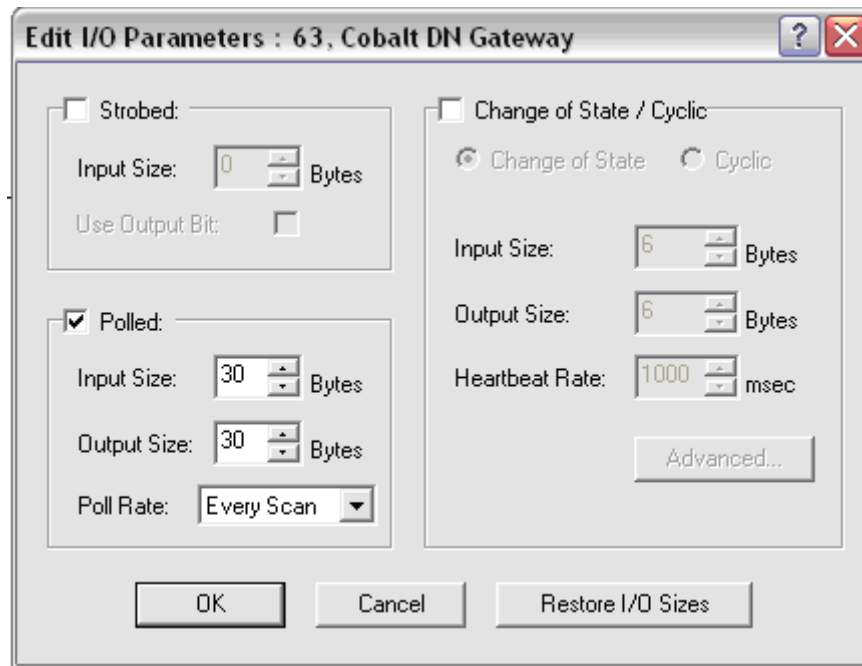 Edit I/O Parameters : 63, Cobalt DN Gateway
Strobed:
Input Size: 0 Bytes
Use Output Bit:
Polled:
Input Size: 30 Bytes
Output Size: 30 Bytes
Poll Rate: Every Scan
Change of State / Cyclic
Change of State Cyclic
Input Size: 6 Bytes
Output Size: 6 Bytes
Heartbeat Rate: 1000 msec
Advanced...
OK Cancel Restore I/O Sizes